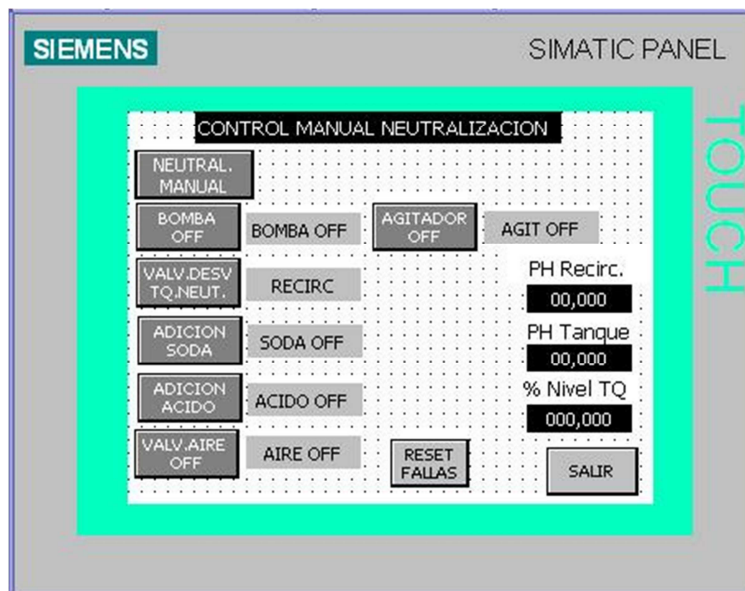 SIEMENS
SIMATIC PANEL
TOUCH
CONTROL MANUAL NEUTRALIZACION
NEUTRAL.
MANUAL
BOMBA
OFF
BOMBA OFF
AGITADOR
OFF
AGIT OFF
VALV.DESV
TQ.NEUT.
RECIRC
PH Recirc.
00,000
ADICION
SODA
SODA OFF
PH Tanque
00,000
ADICION
ACIDO
ACIDO OFF
% Nivel TQ
000,000
VALV.AIRE
OFF
AIRE OFF
RESET
FALLAS
SALIR